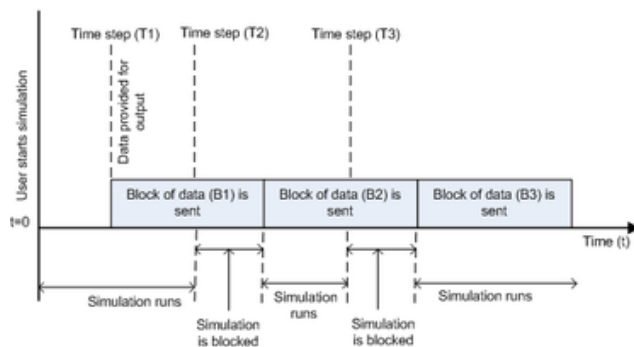 Time step (T1)
Time step (T2)
Time step (T3)
User starts simulation
Data provided for
output
Block of data (B1) is
sent
Block of data (B2) is
sent
Block of data (B3) is
sent
t=0
Time (t)
Simulation runs
Simulation
is blocked
Simulation
runs
Simulation
is blocked
Simulation runs